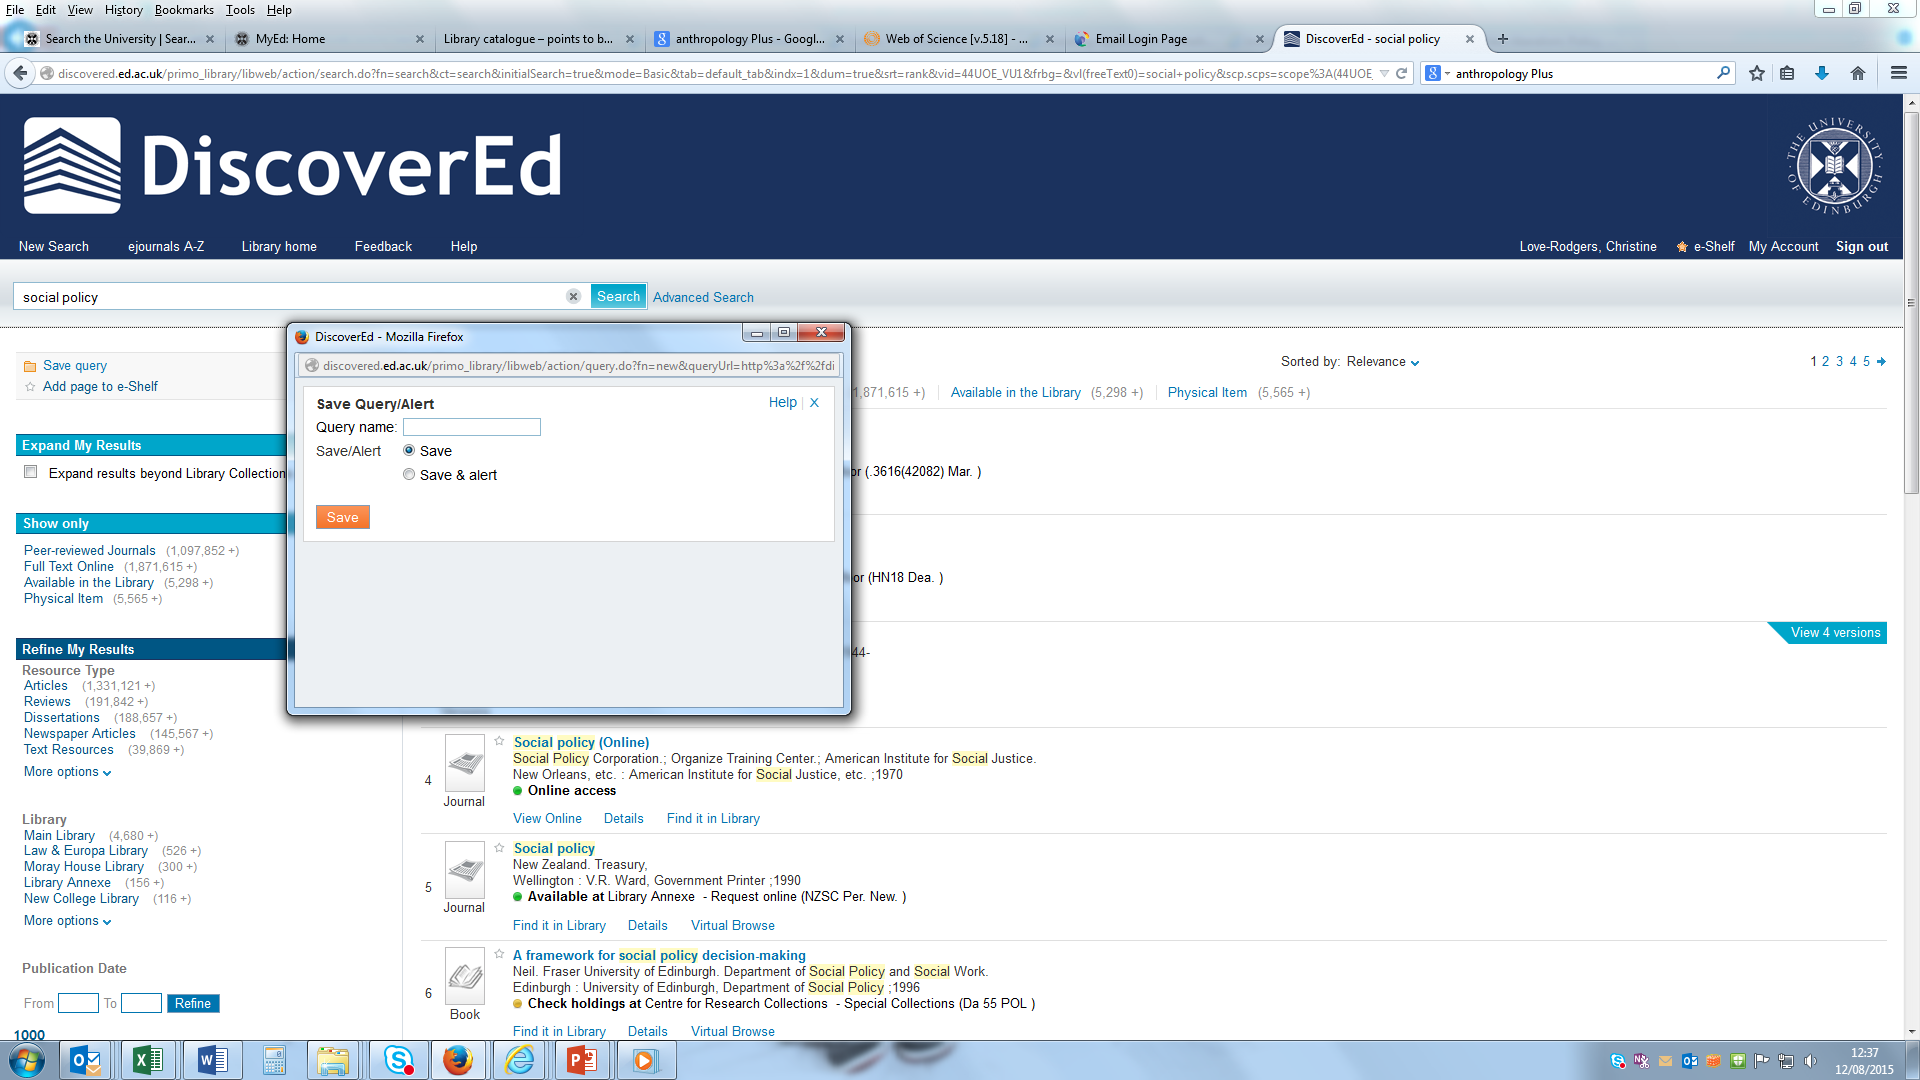 File Edit View History Bookmarks Tools Help
Search the University | Sear... MyEd: Home Library catalogue – points to b... anthropology Plus - Googl... Web of Science [v.5.18] - ... Email Login Page DiscoverEd - social policy
discovered.ed.ac.uk/primo_library/libweb/action/search.do?fn=search&ct=search&initialSearch=true&mode=Basic&tab=default_tab&indx=1&dum=true&srt=rank&vid=44UOE_VU1&frbg=&vl(freeText0)=social+policy&scp.scps=scope%3A(44UOE_ anthropology Plus
DiscoverEd
THE UNIVERSITY OF EDINBURGH
New Search ejournals A-Z Library home Feedback Help Love-Rodgers, Christine e-Shelf My Account Sign out
social policy Search Advanced Search
DiscoverEd - Mozilla Firefox
discovered.ed.ac.uk/primo_library/libweb/action/query.do?fn=new&queryUrl=http%3a%2f%2fdi
Save Query/Alert Help | X
Query name:
Save/Alert Save
Save & alert
Save
Save query
Add page to e-Shelf
Sorted by: Relevance 1 2 3 4 5
1,871,615 +) Available in the Library (5,298 +) Physical Item (5,565 +)
Expand My Results
Expand results beyond Library Collection
or (.3616(42082) Mar. )
Show only
Peer-reviewed Journals (1,097,852 +)
Full Text Online (1,871,615 +)
Available in the Library (5,298 +)
Physical Item (5,565 +)
or (HN18 Dea. )
View 4 versions
44-
Refine My Results
Resource Type
Articles (1,331,121 +)
Reviews (191,842 +)
Dissertations (188,657 +)
Newspaper Articles (145,567 +)
Text Resources (39,869 +)
More options
Library
Main Library (4,680 +)
Law & Europa Library (526 +)
Moray House Library (300 +)
Library Annexe (156 +)
New College Library (116 +)
More options
Publication Date
From To Refine
1000
4
Journal
Social policy (Online)
Social Policy Corporation.; Organize Training Center.; American Institute for Social Justice.
New Orleans, etc. : American Institute for Social Justice, etc. ;1970
Online access
View Online Details Find it in Library
5
Journal
Social policy
New Zealand. Treasury,
Wellington : V.R. Ward, Government Printer ;1990
Available at Library Annexe - Request online (NZSC Per. New. )
Find it in Library Details Virtual Browse
6
Book
A framework for social policy decision-making
Neil. Fraser University of Edinburgh. Department of Social Policy and Social Work.
Edinburgh : University of Edinburgh, Department of Social Policy ;1996
Check holdings at Centre for Research Collections - Special Collections (Da 55 POL )
Find it in Library Details Virtual Browse
12:37
12/08/2015